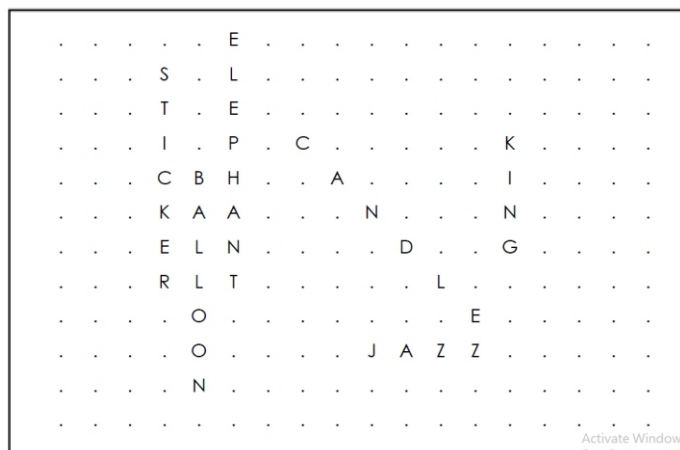 . . . . . E . . . . . . . . . . . .
. . . S . L . . . . . . . . . . . .
. . . T . E . . . . . . . . . . . .
. . . I . P . C . . . . . K . . . .
. . . C B H . . A . . . . I . . . .
. . . K A A . . . N . . . N . . . .
. . . E L N . . . . D . . G . . . .
. . . R L T . . . . . L . . . . . .
. . . . O . . . . . . . E . . . . .
. . . . O . . . . J A Z Z . . . . .
. . . . N . . . . . . . . . . . . .
. . . . . . . . . . . . . . . . . .
Activate Window